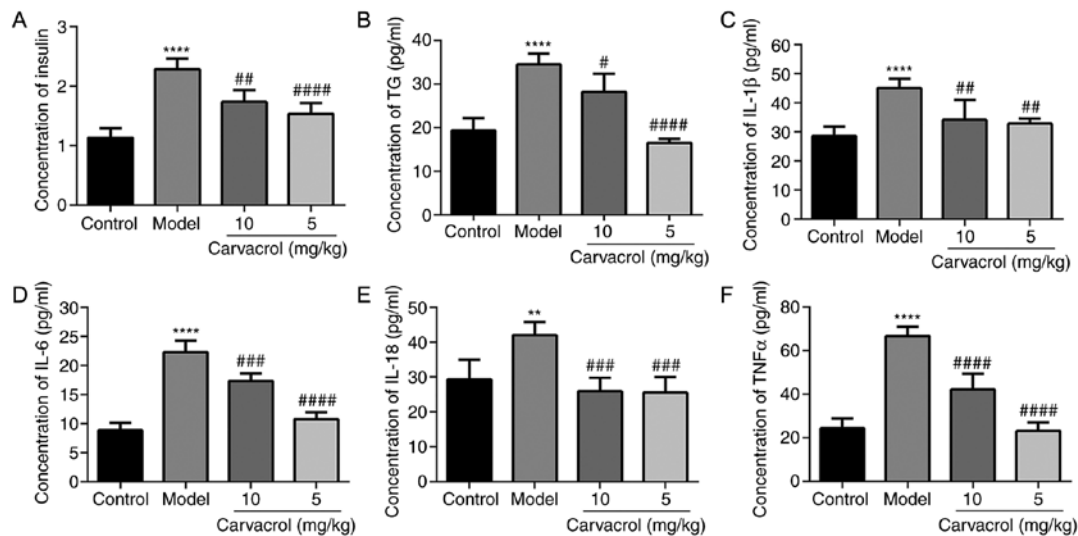 A
Concentration of insulin
3
2
1
0
****
##
####
Control Model 10 5
Carvacrol (mg/kg)
B
Concentration of TG (pg/ml)
40
30
20
10
0
****
#
####
Control Model 10 5
Carvacrol (mg/kg)
C
Concentration of IL-1β (pg/ml)
60
50
40
30
20
10
0
****
##
##
Control Model 10 5
Carvacrol (mg/kg)
D
Concentration of IL-6 (pg/ml)
30
25
20
15
10
5
0
****
###
####
Control Model 10 5
Carvacrol (mg/kg)
E
Concentration of IL-18 (pg/ml)
50
40
30
20
10
0
**
###
###
Control Model 10 5
Carvacrol (mg/kg)
F
Concentration of TNFα (pg/ml)
80
60
40
20
0
****
####
####
Control Model 10 5
Carvacrol (mg/kg)